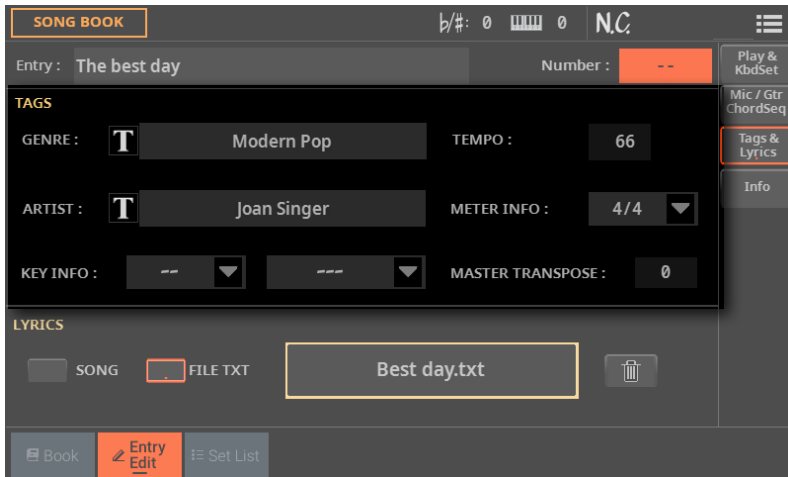 SONG BOOK
b/#: 0 0 N.C.
Entry : The best day Number : --
Play & KbdSet
Mic / Gtr ChordSeq
Tags & Lyrics
Info
TAGS
GENRE : T Modern Pop TEMPO : 66
ARTIST : T Joan Singer METER INFO : 4/4
KEY INFO : -- --- MASTER TRANSPOSE : 0
LYRICS
SONG FILE TXT Best day.txt
Book Entry Edit Set List